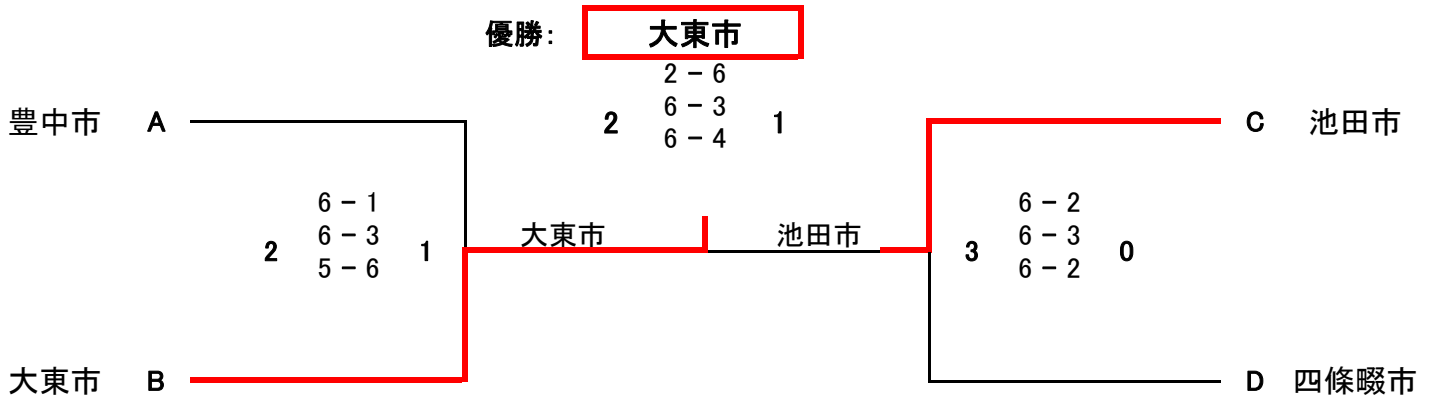 優勝: 大東市
2 - 6
豊中市 A 2 6 - 3 1 C 池田市
6 - 4
6 - 1 6 - 2
大東市 池田市
2 6 - 3 1 3 6 - 3 0
5 - 6 6 - 2
大東市 B D 四條畷市